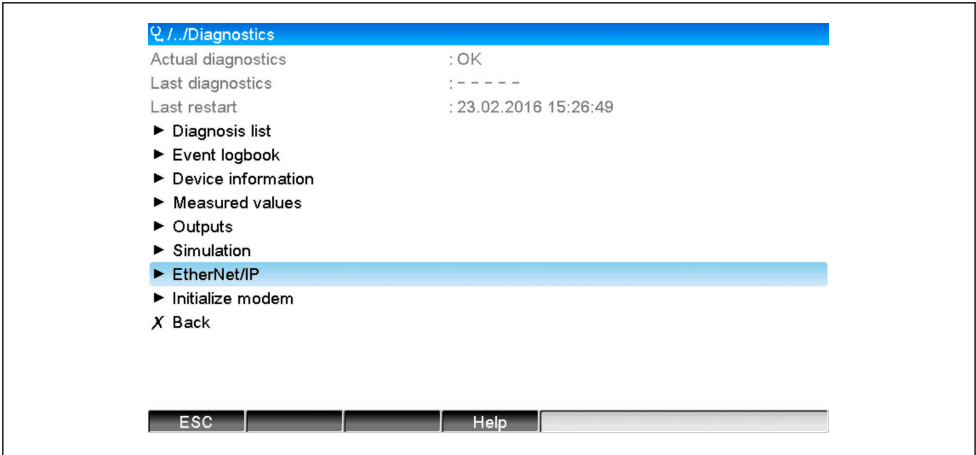 /../Diagnostics
Actual diagnostics : OK
Last diagnostics : - - - - -
Last restart : 23.02.2016 15:26:49
► Diagnosis list
► Event logbook
► Device information
► Measured values
► Outputs
► Simulation
► EtherNet/IP
► Initialize modem
X Back
ESC Help